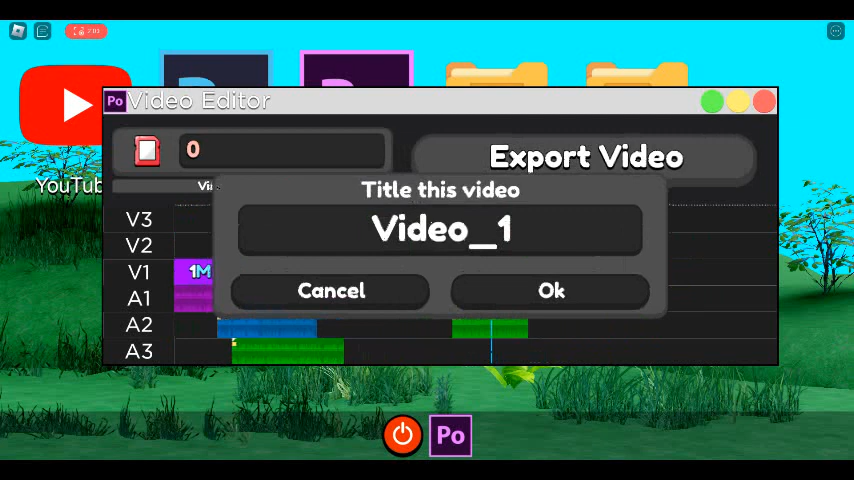 Po Video Editor
0
Export Video
YouTub
Title this video
Video_1
V3
V2
V1 1M
A1
Cancel
Ok
A2
A3
Po